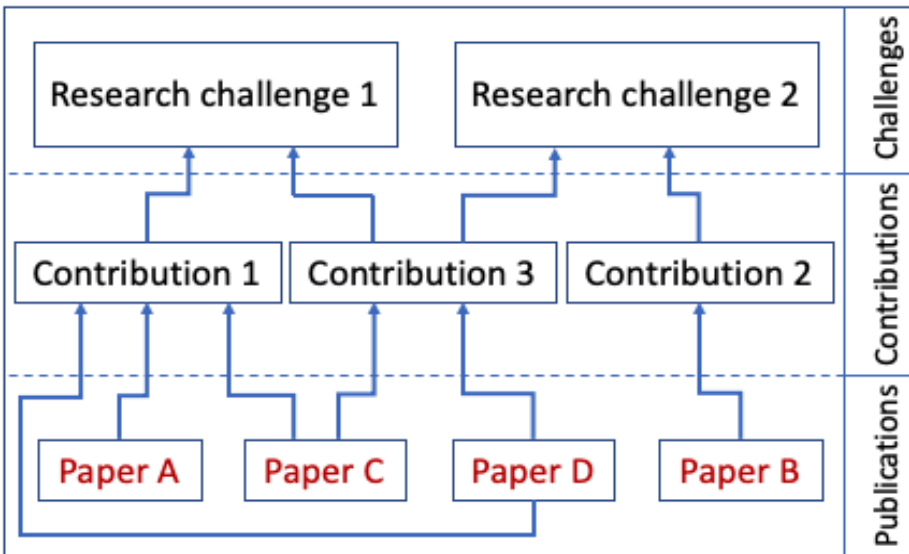 Research challenge 1
Research challenge 2
Challenges
Contribution 1
Contribution 3
Contribution 2
Contributions
Paper A
Paper C
Paper D
Paper B
Publications